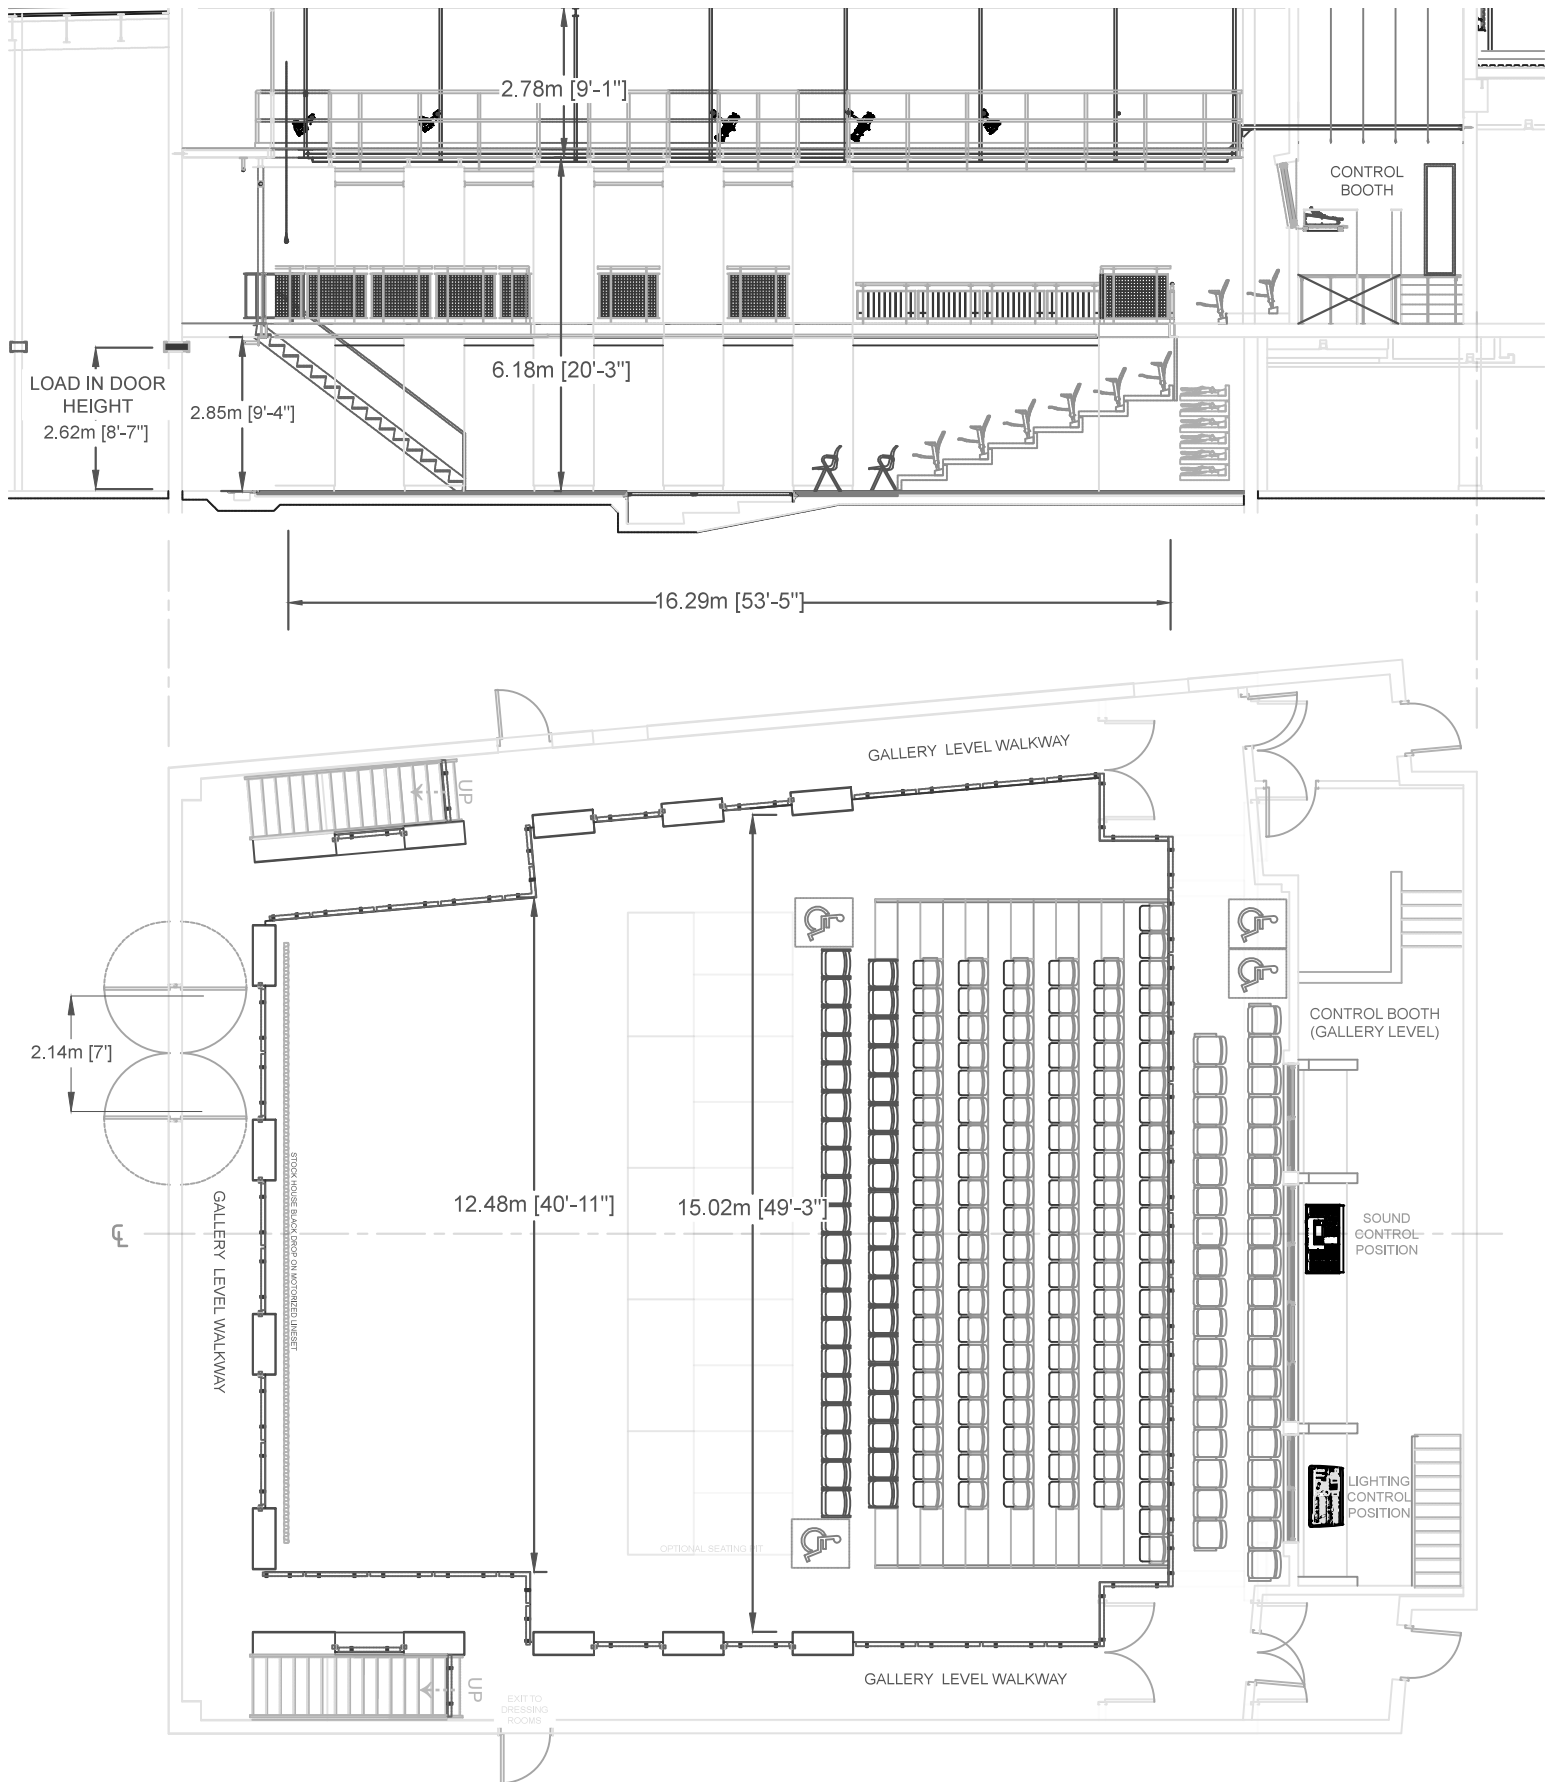 2.78m [9'-1"]
CONTROL
BOOTH
6.18m [20'-3"]
LOAD IN DOOR
HEIGHT
2.62m [8'-7"]
2.85m [9'-4"]
16.29m [53'-5"]
GALLERY LEVEL WALKWAY
UP
CONTROL BOOTH
(GALLERY LEVEL)
2.14m [7']
STOCK HOUSE BLACK DROP ON MOTORIZED LINESET
12.48m [40'-11"]
15.02m [49'-3"]
GALLERY LEVEL WALKWAY
CL
SOUND
CONTROL
POSITION
LIGHTING
CONTROL
POSITION
OPTIONAL SEATING PIT
GALLERY LEVEL WALKWAY
UP
EXIT TO
DRESSING
ROOMS